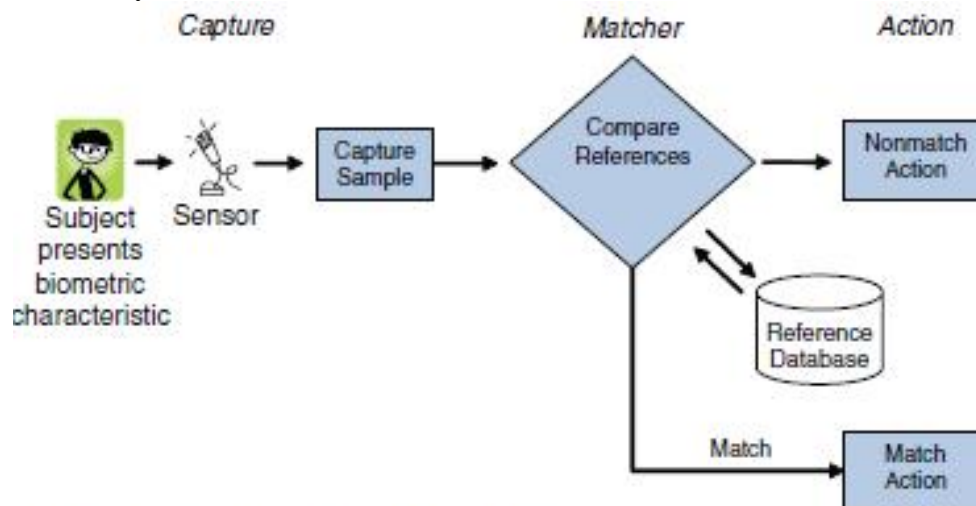 Capture
Matcher
Action
Subject
presents
biometric
characteristic
Sensor
Capture
Sample
Compare
References
Nonmatch
Action
Reference
Database
Match
Match
Action